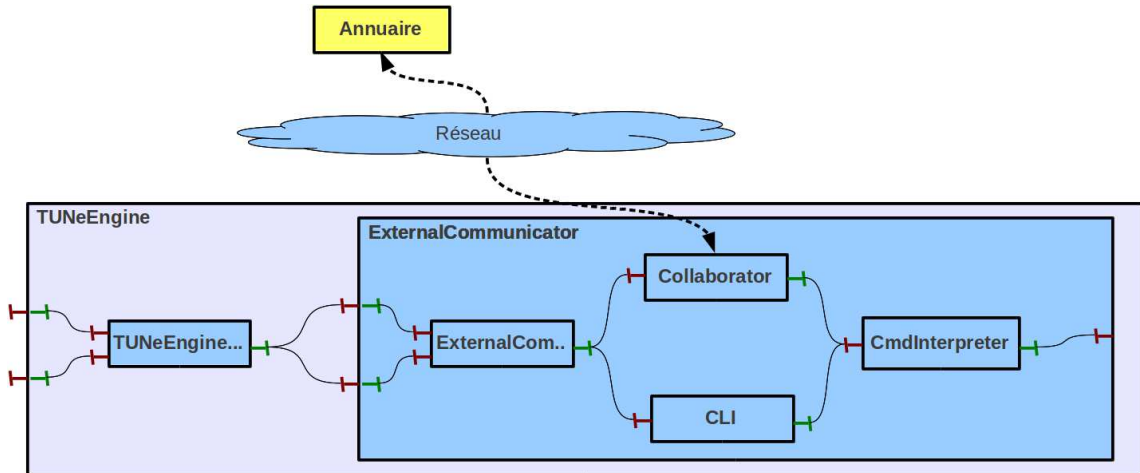 Annuaire
Réseau
TUNeEngine
ExternalCommunicator
Collaborator
TUNeEngine...
ExternalCom..
CmdInterpreter
CLI